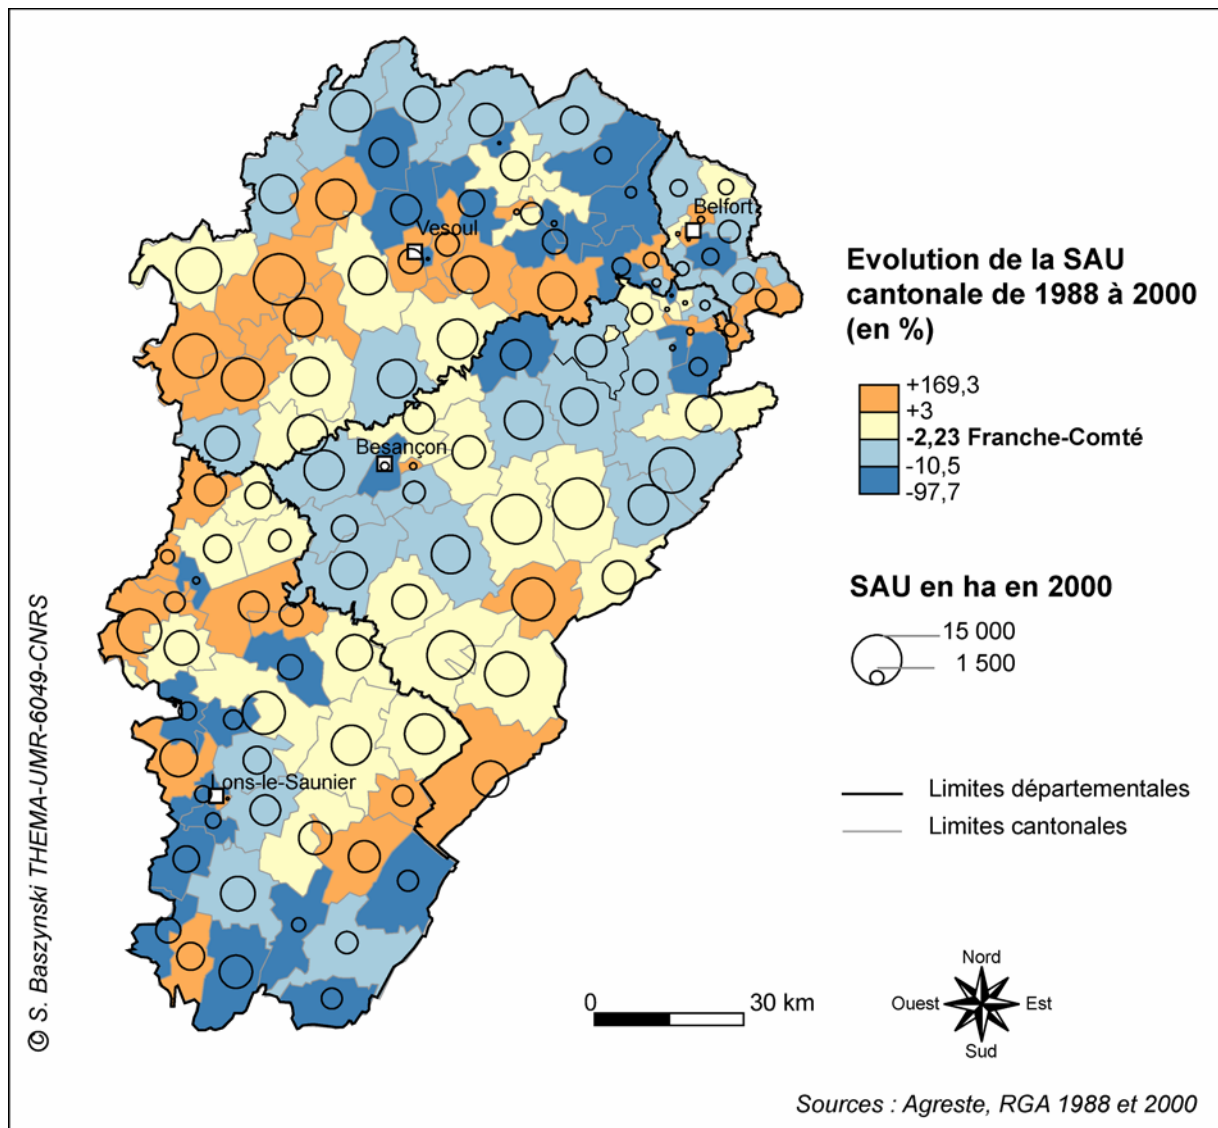 Vesoul
Belfort
Besançon
Lons-le-Saunier
Evolution de la SAU
cantonale de 1988 à 2000
(en %)
+169,3
+3
-2,23 Franche-Comté
-10,5
-97,7
SAU en ha en 2000
15 000
1 500
Limites départementales
Limites cantonales
0 30 km
Nord
Ouest Est
Sud
Sources : Agreste, RGA 1988 et 2000
© S. Baszynski THEMA-UMR-6049-CNRS